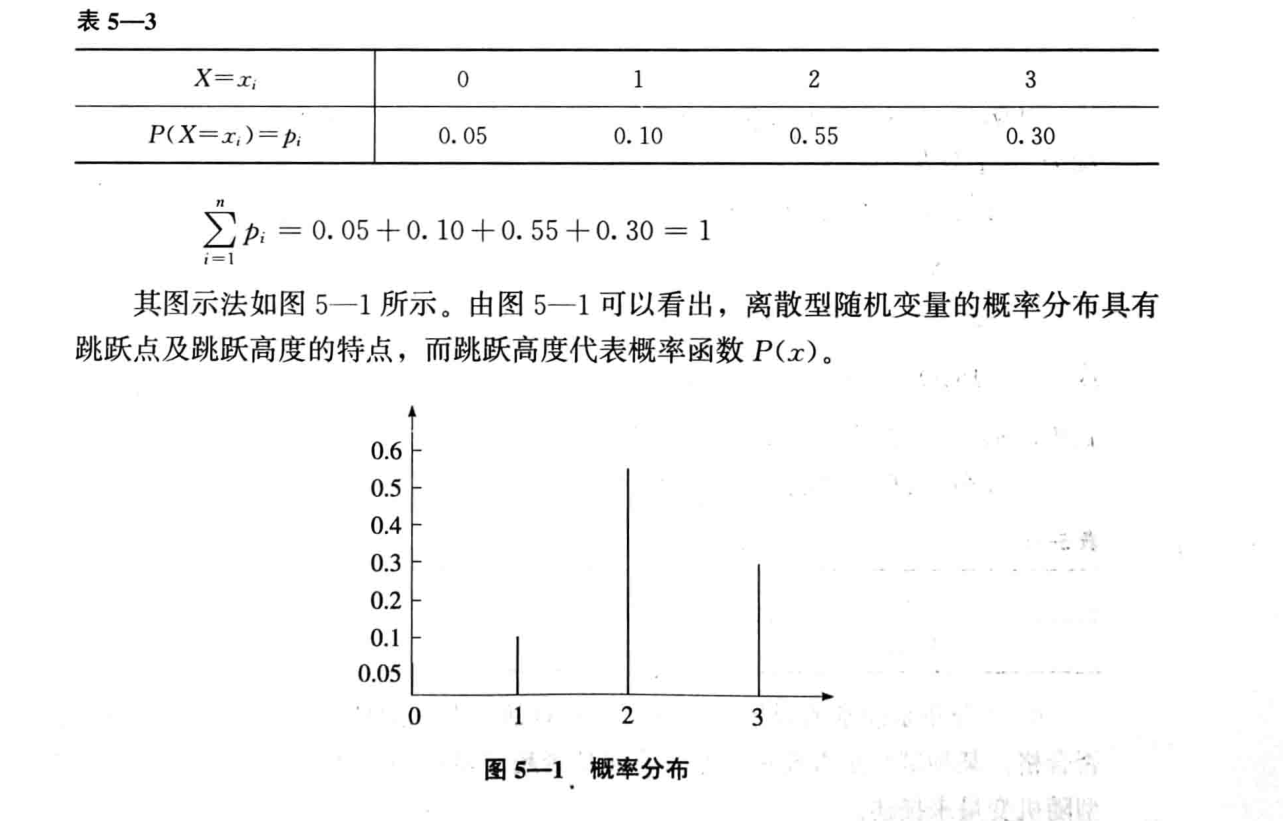 表 5—3
X=xᵢ 0 1 2 3
P(X=xᵢ)=pᵢ 0.05 0.10 0.55 0.30
n
∑ pᵢ = 0.05+0.10+0.55+0.30 = 1
i=1
其图示法如图 5—1 所示。由图 5—1 可以看出，离散型随机变量的概率分布具有
跳跃点及跳跃高度的特点，而跳跃高度代表概率函数 P(x)。
0.6
0.5
0.4
0.3
0.2
0.1
0.05
0 1 2 3
图 5—1 概率分布